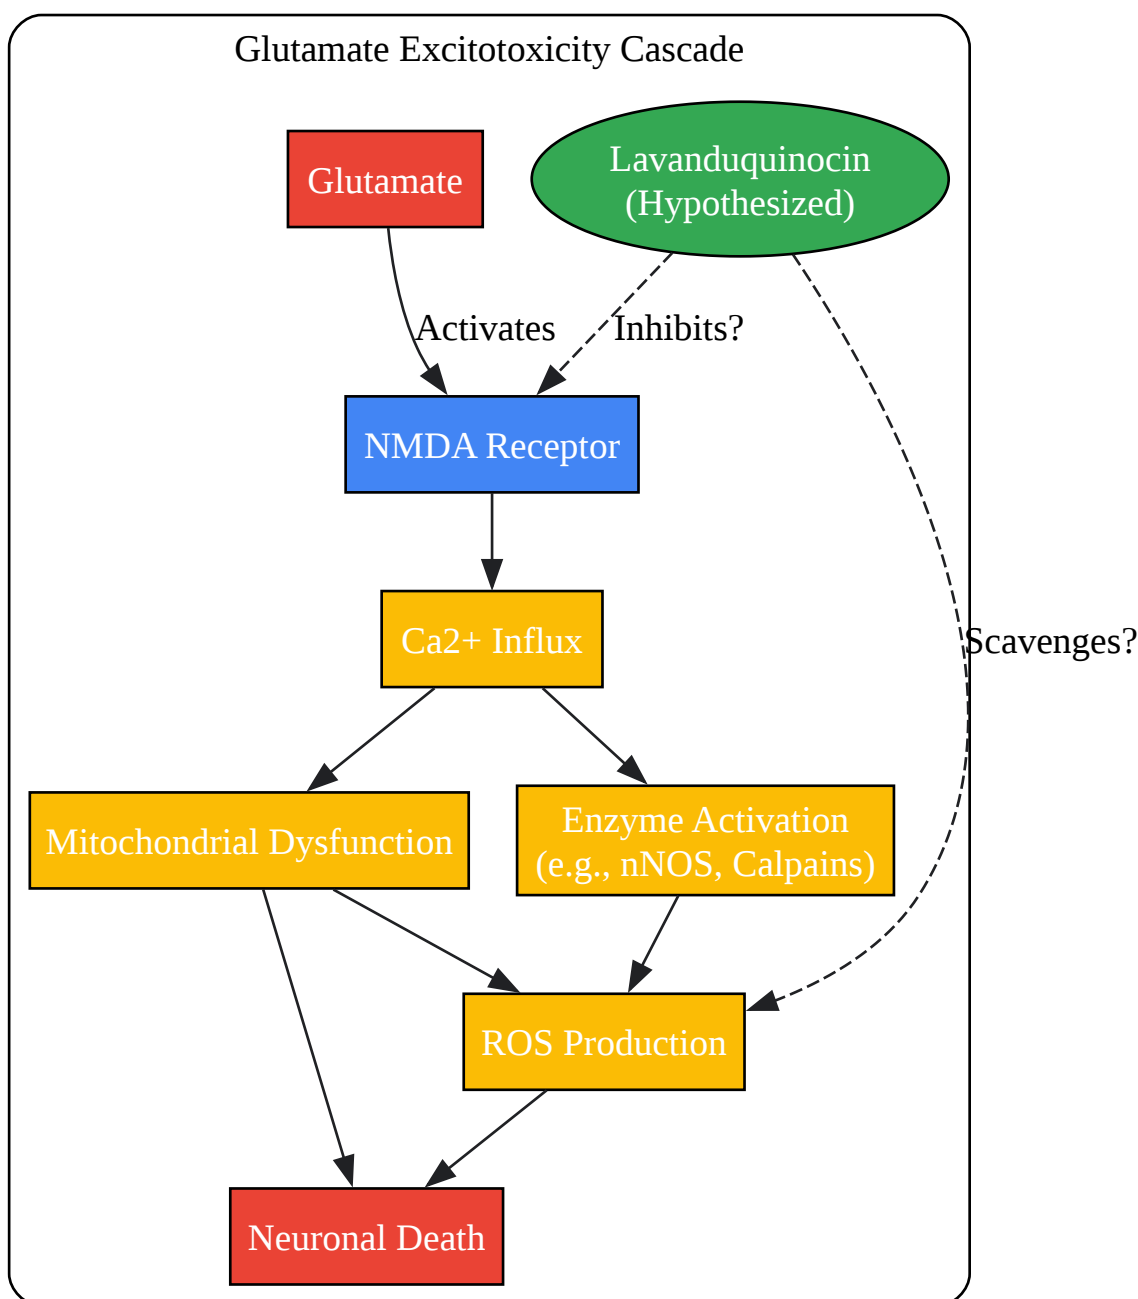 Glutamate Excitotoxicity Cascade
Glutamate
Lavanduquinocin
(Hypothesized)
Activates
Inhibits?
NMDA Receptor
Ca2+ Influx
Scavenges?
Mitochondrial Dysfunction
Enzyme Activation
(e.g., nNOS, Calpains)
ROS Production
Neuronal Death